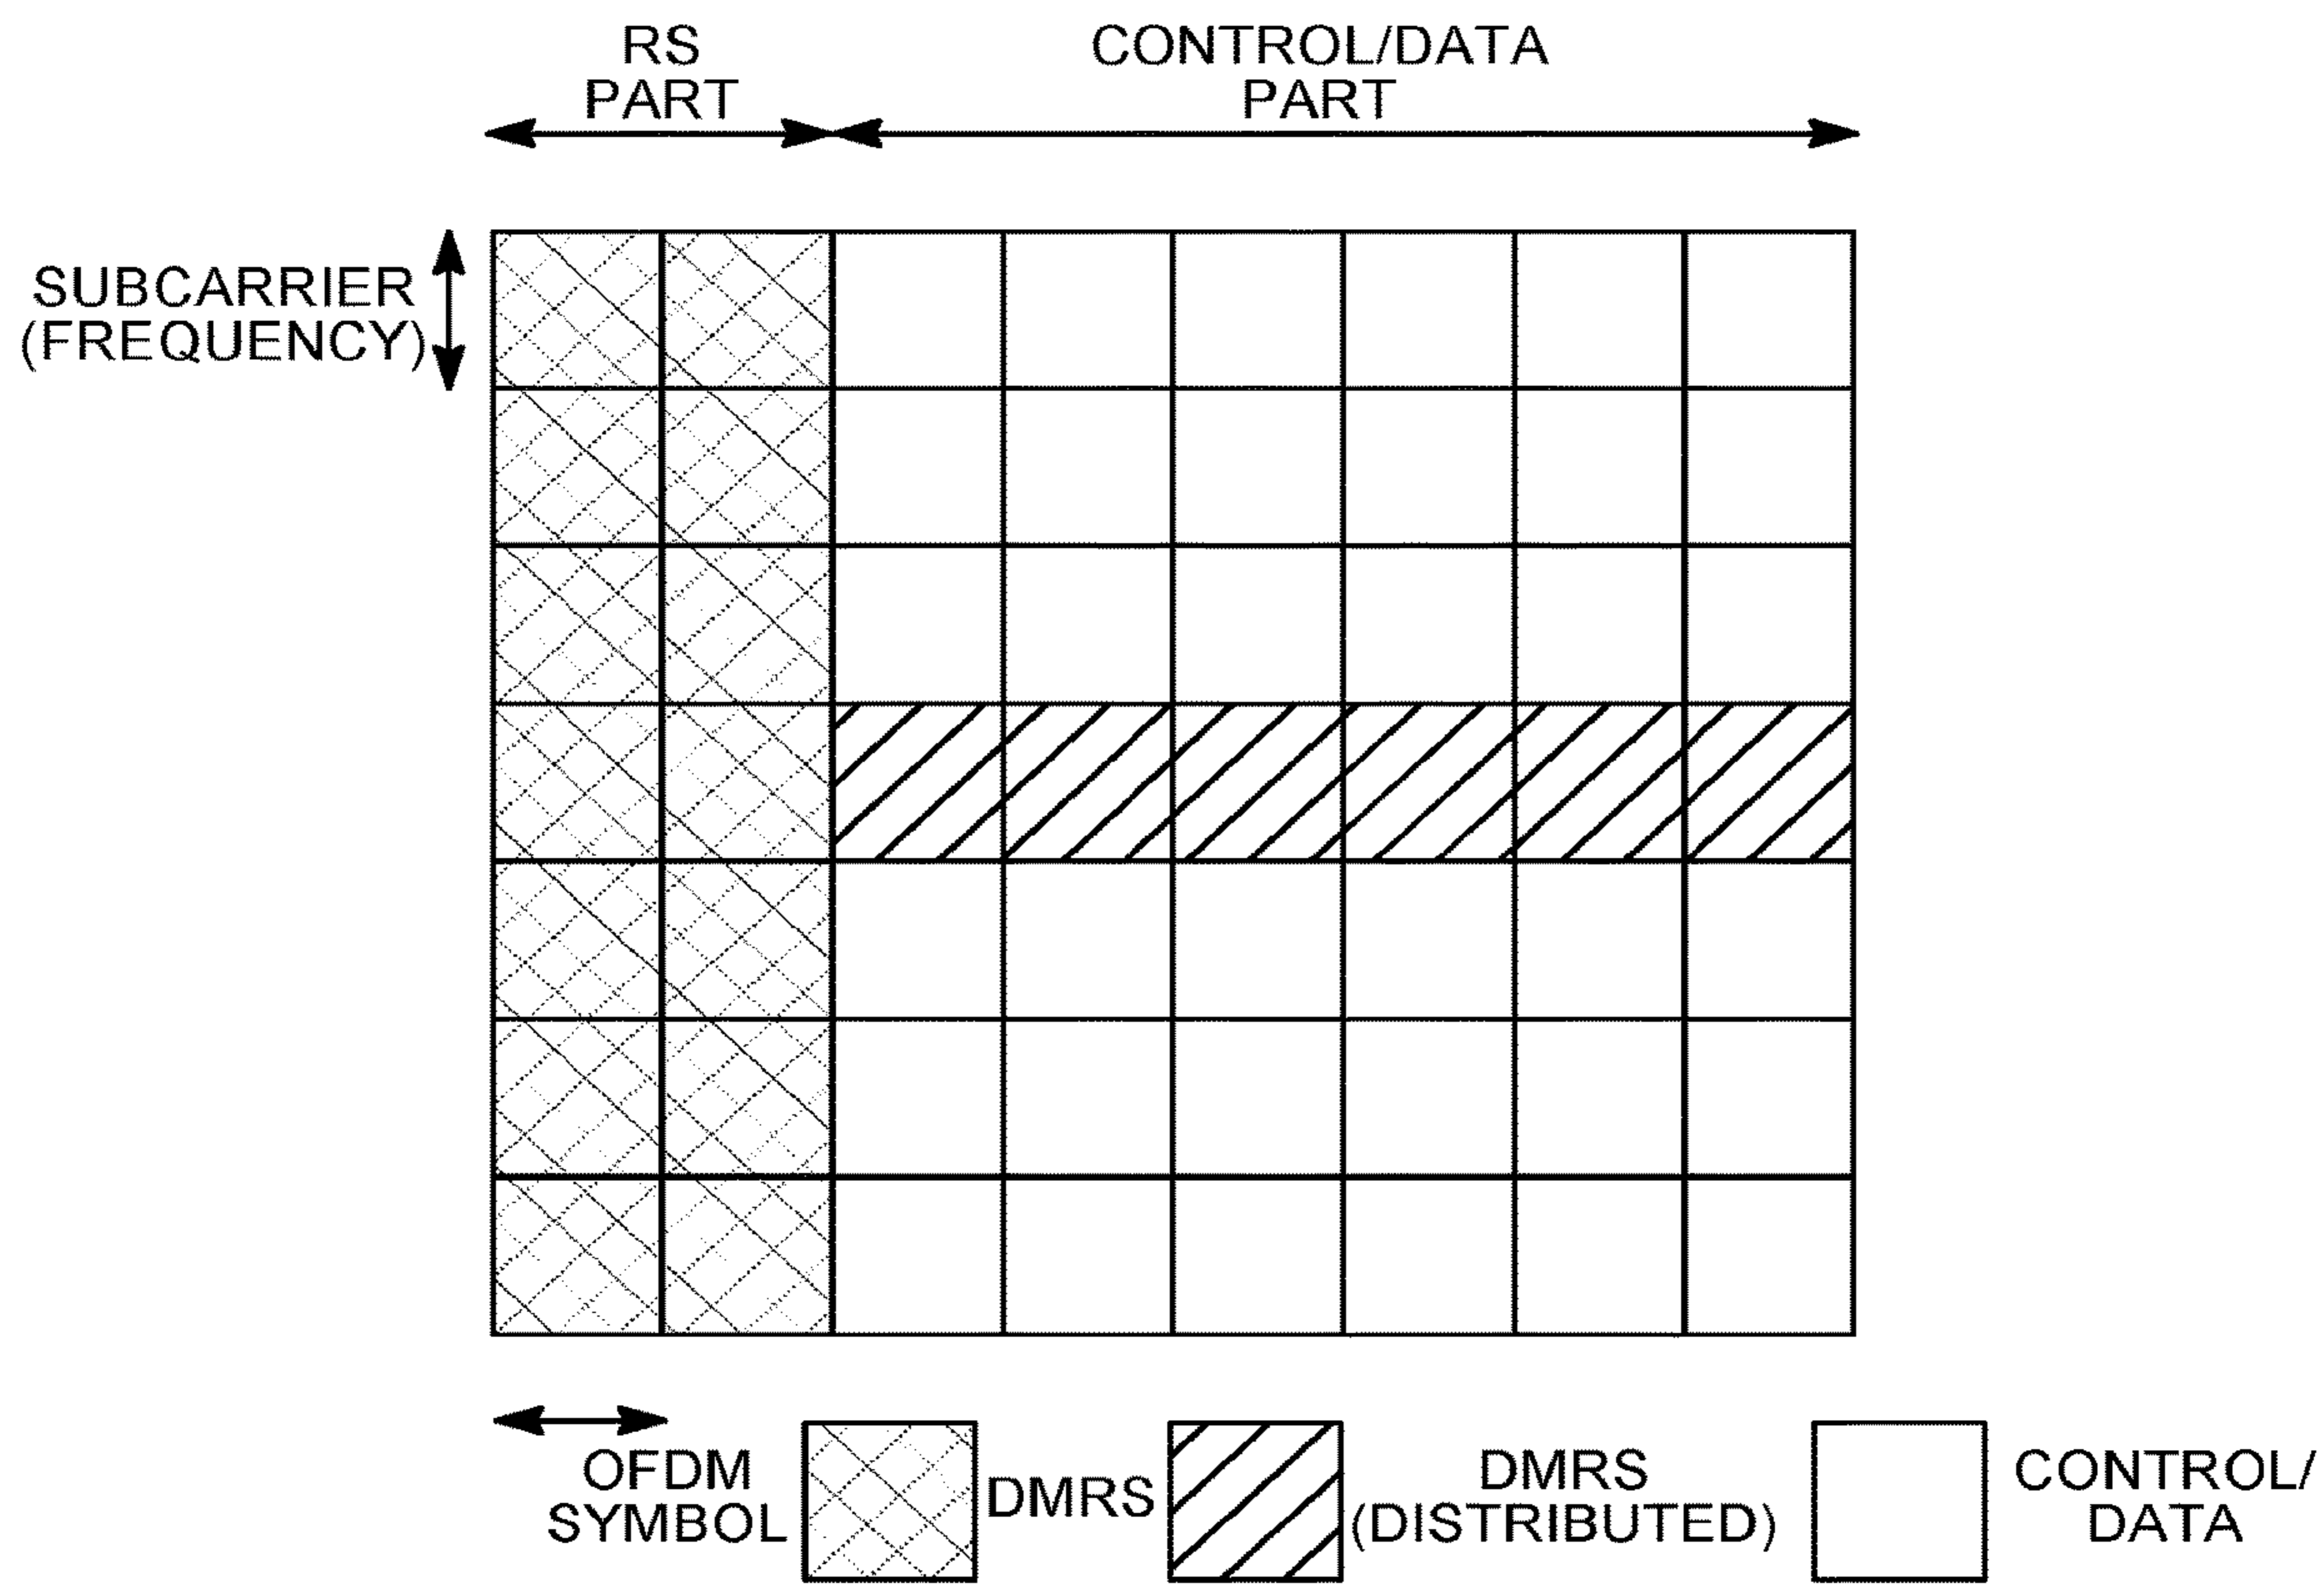 RS
PART
CONTROL/DATA
PART
SUBCARRIER
(FREQUENCY)
OFDM
SYMBOL
DMRS
DMRS
(DISTRIBUTED)
CONTROL/
DATA